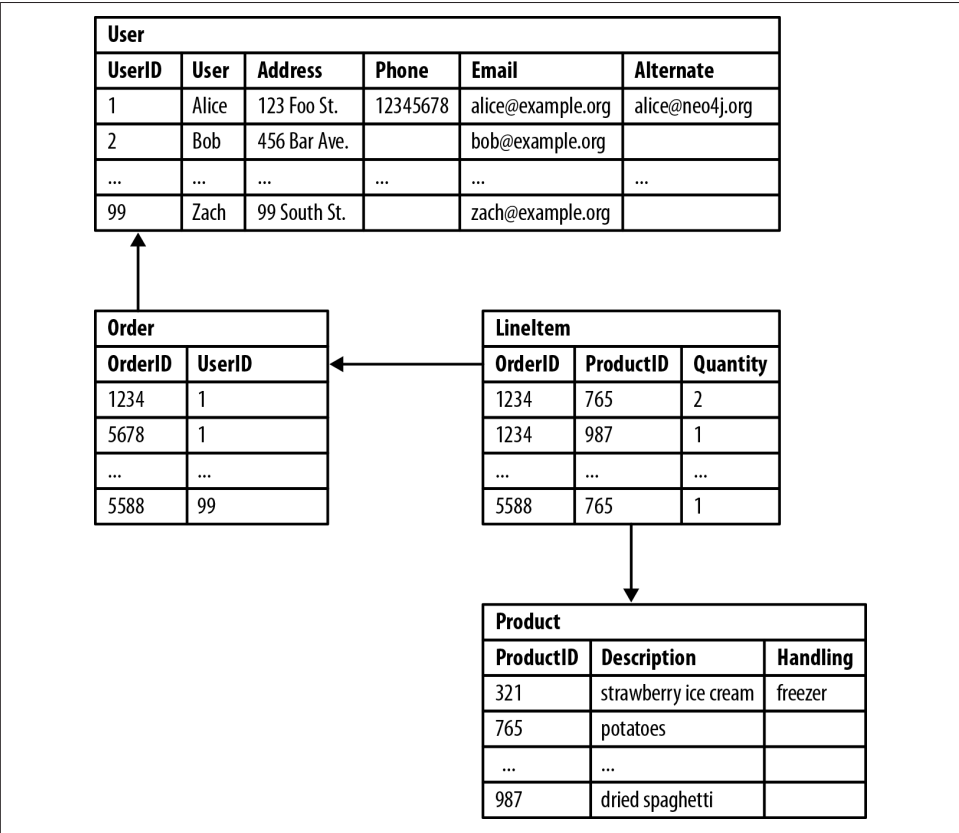 User
UserID User Address Phone Email Alternate
1 Alice 123 Foo St. 12345678 alice@example.org alice@neo4j.org
2 Bob 456 Bar Ave. bob@example.org
... ... ... ... ... ...
99 Zach 99 South St. zach@example.org
Order
OrderID UserID
1234 1
5678 1
... ...
5588 99
LineItem
OrderID ProductID Quantity
1234 765 2
1234 987 1
... ... ...
5588 765 1
Product
ProductID Description Handling
321 strawberry ice cream freezer
765 potatoes
... ...
987 dried spaghetti